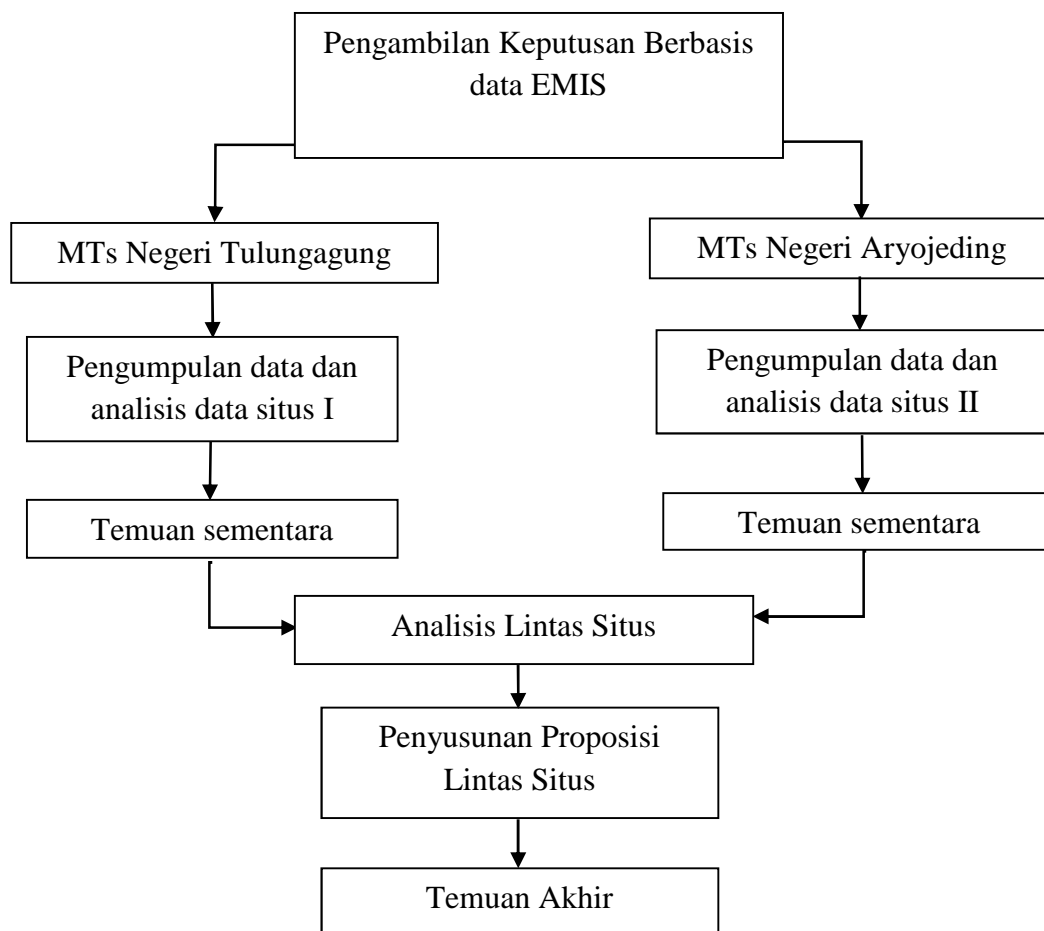 Pengambilan Keputusan Berbasis
data EMIS
MTs Negeri Tulungagung
MTs Negeri Aryojeding
Pengumpulan data dan
analisis data situs I
Pengumpulan data dan
analisis data situs II
Temuan sementara
Temuan sementara
Analisis Lintas Situs
Penyusunan Proposisi
Lintas Situs
Temuan Akhir